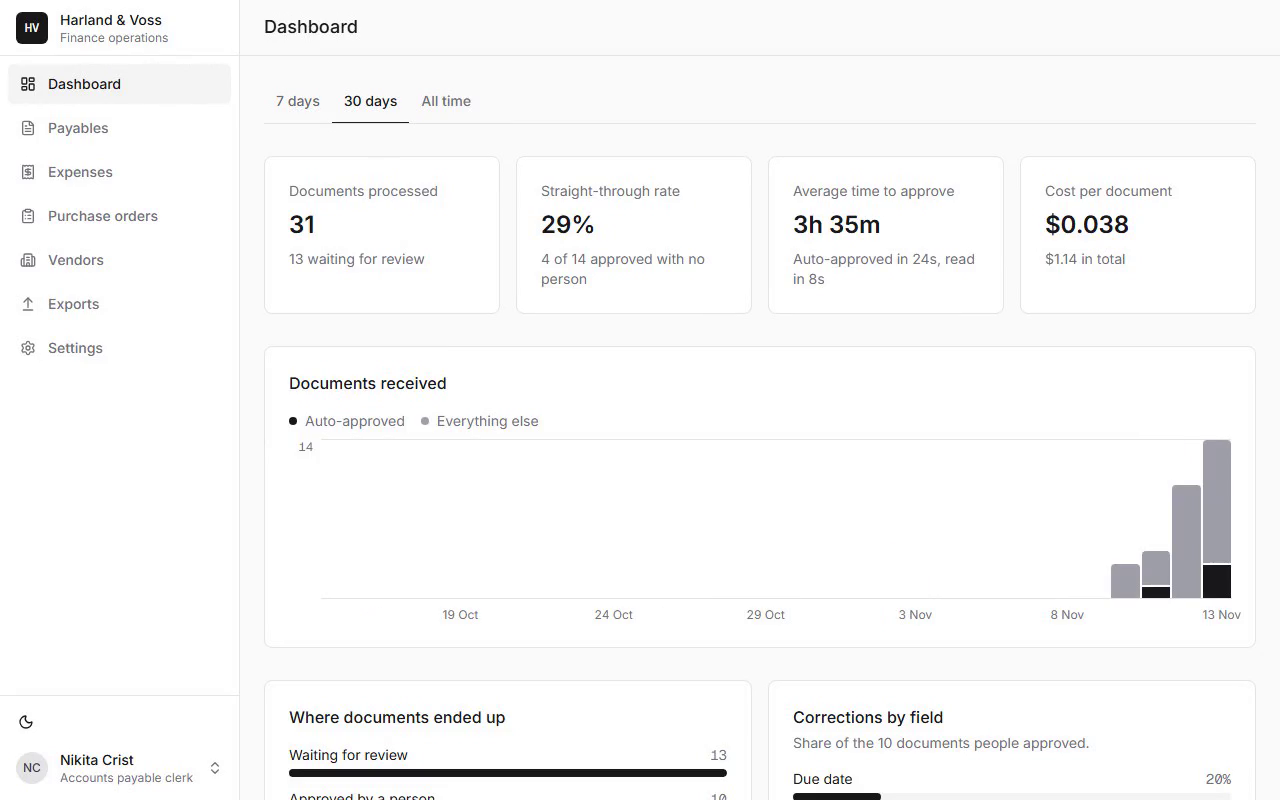 HV
Harland & Voss
Finance operations
Dashboard
Dashboard
Payables
Expenses
Purchase orders
Vendors
Exports
Settings
NC
Nikita Crist
Accounts payable clerk
7 days
30 days
All time
Documents processed
31
13 waiting for review
Straight-through rate
29%
4 of 14 approved with no
person
Average time to approve
3h 35m
Auto-approved in 24s, read
in 8s
Cost per document
$0.038
$1.14 in total
Documents received
Auto-approved
Everything else
14
19 Oct
24 Oct
29 Oct
3 Nov
8 Nov
13 Nov
Where documents ended up
Waiting for review
13
Approved by a person
10
Corrections by field
Share of the 10 documents people approved.
Due date
20%